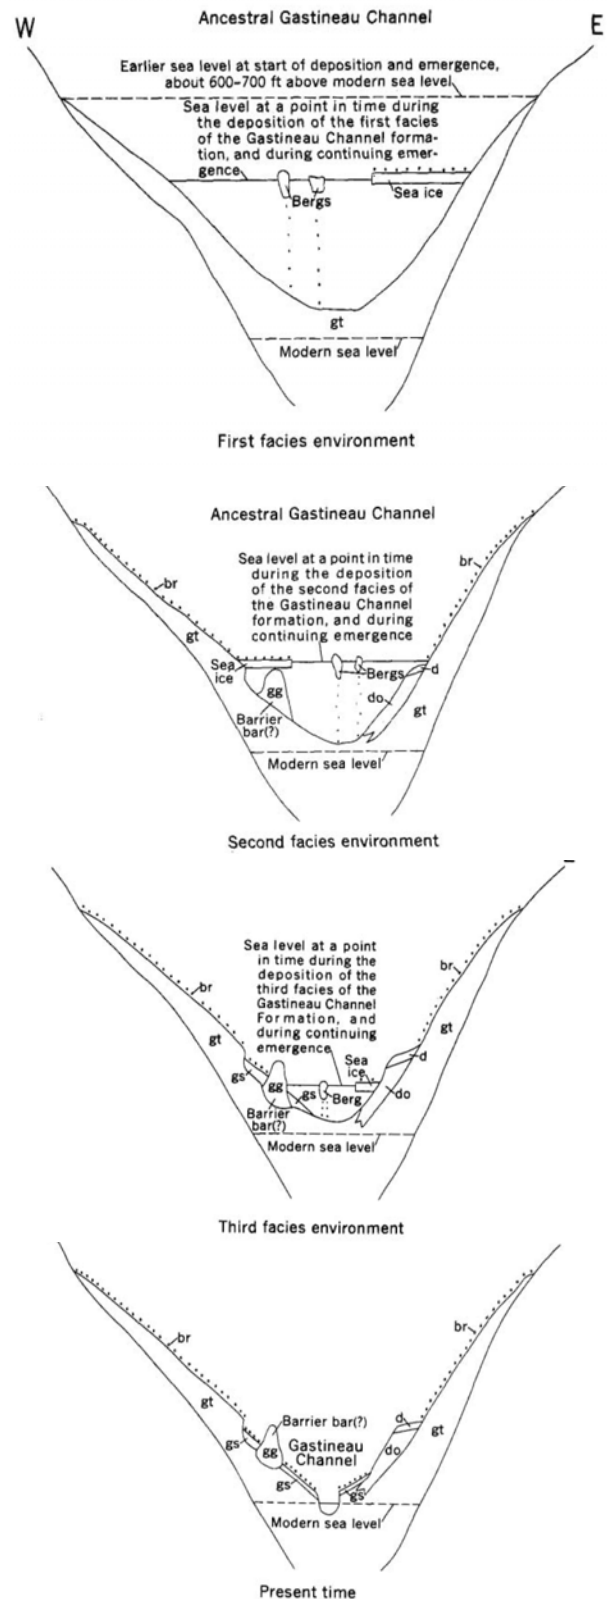 W
Ancestral Gastineau Channel
E
Earlier sea level at start of deposition and emergence,
about 600-700 ft above modern sea level
Sea level at a point in time during
the deposition of the first facies
of the Gastineau Channel forma-
tion, and during continuing emer-
gence
Bergs
Sea ice
gt
Modern sea level
First facies environment
Ancestral Gastineau Channel
Sea level at a point in time
during the deposition
of the second facies of
the Gastineau Channel
formation, and during
continuing emergence
br
br
gt
Sea
ice
Bergs
d
gg
do
gt
Barrier
bar(?)
Modern sea level
Second facies environment
Sea level at a point
in time during the
deposition of the
third facies of the
Gastineau Channel
Formation, and
during continuing
emergence
br
br
gt
gt
Sea
ice
d
gs
gg
gs
Berg
do
Barrier
bar(?)
Modern sea level
Third facies environment
br
br
gt
Barrier bar(?)
d
gt
gs
gg
Gastineau
Channel
do
gs
gs
Modern sea level
Present time